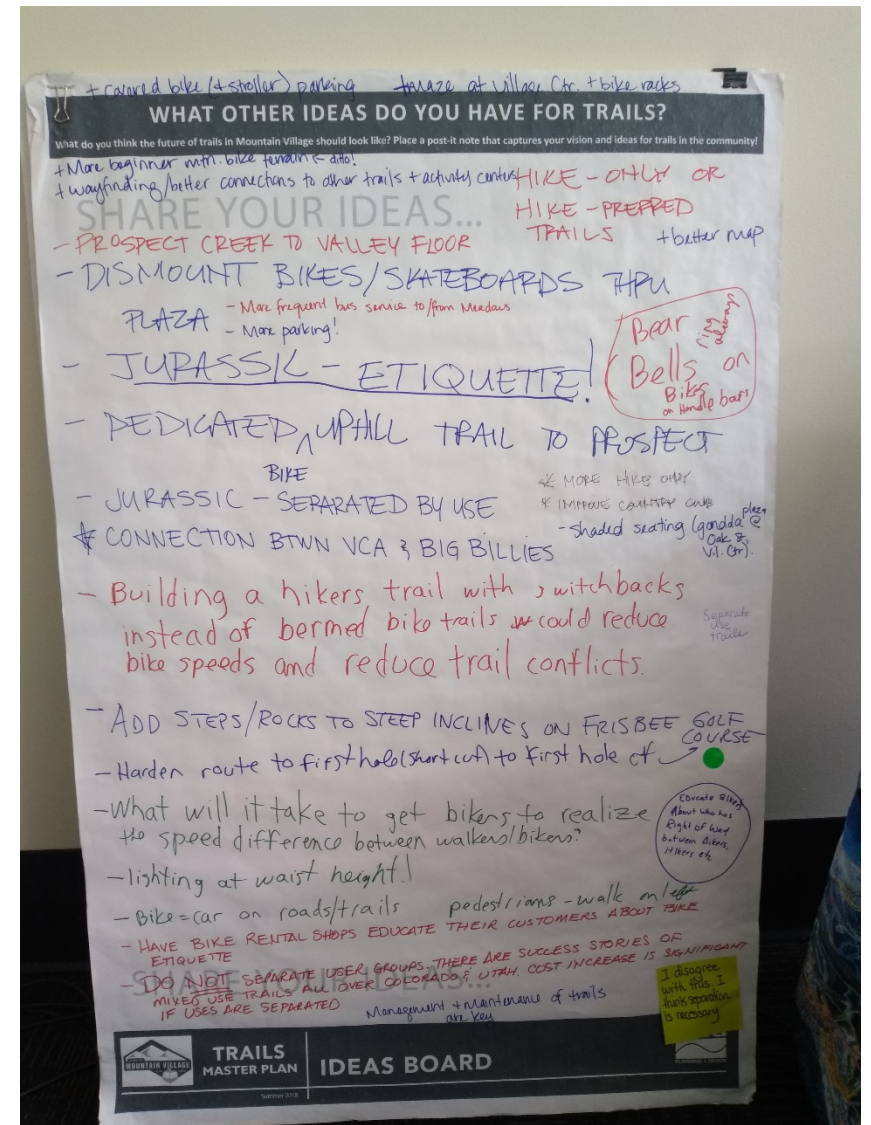 + covered bike (+ stroller) parking
+maze at Village Ctr. + bike racks
WHAT OTHER IDEAS DO YOU HAVE FOR TRAILS?
What do you think the future of trails in Mountain Village should look like? Place a post-it note that captures your vision and ideas for trails in the community!
+ More beginner mtn. bike terrain ← ditto!
+ wayfinding/better connections to other trails + activity centers
HIKE - ONLY OR
HIKE - PREFFED
TRAILS
+ better map
SHARE YOUR IDEAS...
- PROSPECT CREEK TO VALLEY FLOOR
- DISMOUNT BIKES/SKATEBOARDS THRU
PLAZA
- More frequent bus service to/from Meadows
- More parking!
Bear
Bells on
Bikes
on Handle bars
ring always
- JURASSIC - ETIQUETTE!
- DEDICATED ^ UPHILL TRAIL TO PROSPECT
BIKE
- JURASSIC - SEPARATED BY USE
* MORE HIKE ONLY
* IMPROVE COUNTRY CLUB
- Shaded seating (gondola plaza @
Oak St,
Vil. Ctr).
* CONNECTION BTWN VCA & BIG BILLIES
- Building a hikers trail with switchbacks
instead of bermed bike trails could reduce
bike speeds and reduce trail conflicts.
Separate
use
trails
- ADD STEPS/ROCKS TO STEEP INCLINES ON FRISBEE GOLF
COURSE
- Harden route to first hole (short cut) to first hole of
- What will it take to get bikers to realize
the speed difference between walkers/bikers?
Educate Bikers
About who has
Right of Way
between Bikers,
Hikers etc
- lighting at waist height!
- Bike = car on roads/trails
pedestrians - walk on left
- HAVE BIKE RENTAL SHOPS EDUCATE THEIR CUSTOMERS ABOUT BIKE
ETIQUETTE
SHARE YOUR IDEAS...
- DO NOT SEPARATE USER GROUPS. THERE ARE SUCCESS STORIES OF
MIXED USE TRAILS ALL OVER COLORADO & UTAH. COST INCREASE IS SIGNIFICANT
IF USES ARE SEPARATED
I disagree
with this. I
think separation
is necessary
Management + Maintenance of trails
are key
MOUNTAIN VILLAGE
TRAILS
MASTER PLAN
IDEAS BOARD